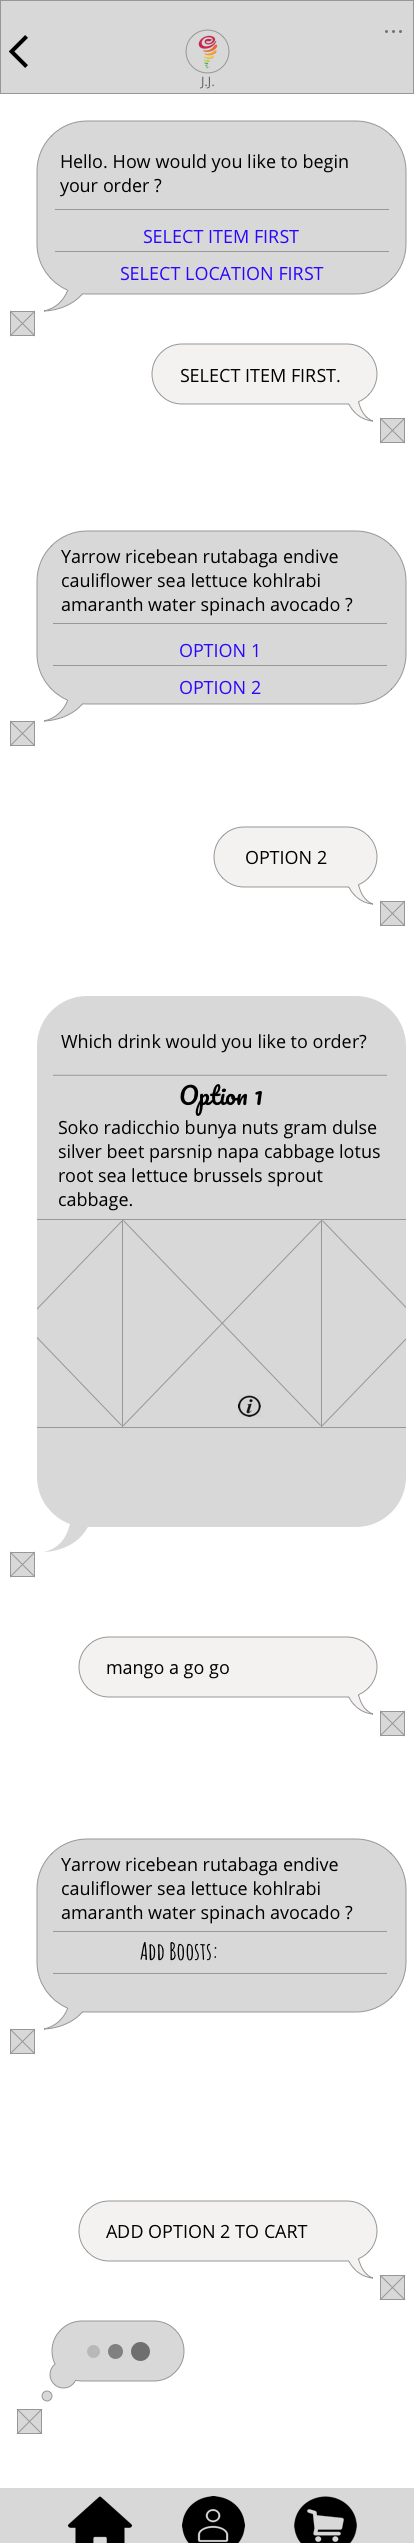 J.J.
Hello. How would you like to begin
your order ?
SELECT ITEM FIRST
SELECT LOCATION FIRST
SELECT ITEM FIRST.
Yarrow ricebean rutabaga endive
cauliflower sea lettuce kohlrabi
amaranth water spinach avocado ?
OPTION 1
OPTION 2
OPTION 2
Which drink would you like to order?
Option 1
Soko radicchio bunya nuts gram dulse
silver beet parsnip napa cabbage lotus
root sea lettuce brussels sprout
cabbage.
i
mango a go go
Yarrow ricebean rutabaga endive
cauliflower sea lettuce kohlrabi
amaranth water spinach avocado ?
Add Boosts:
ADD OPTION 2 TO CART